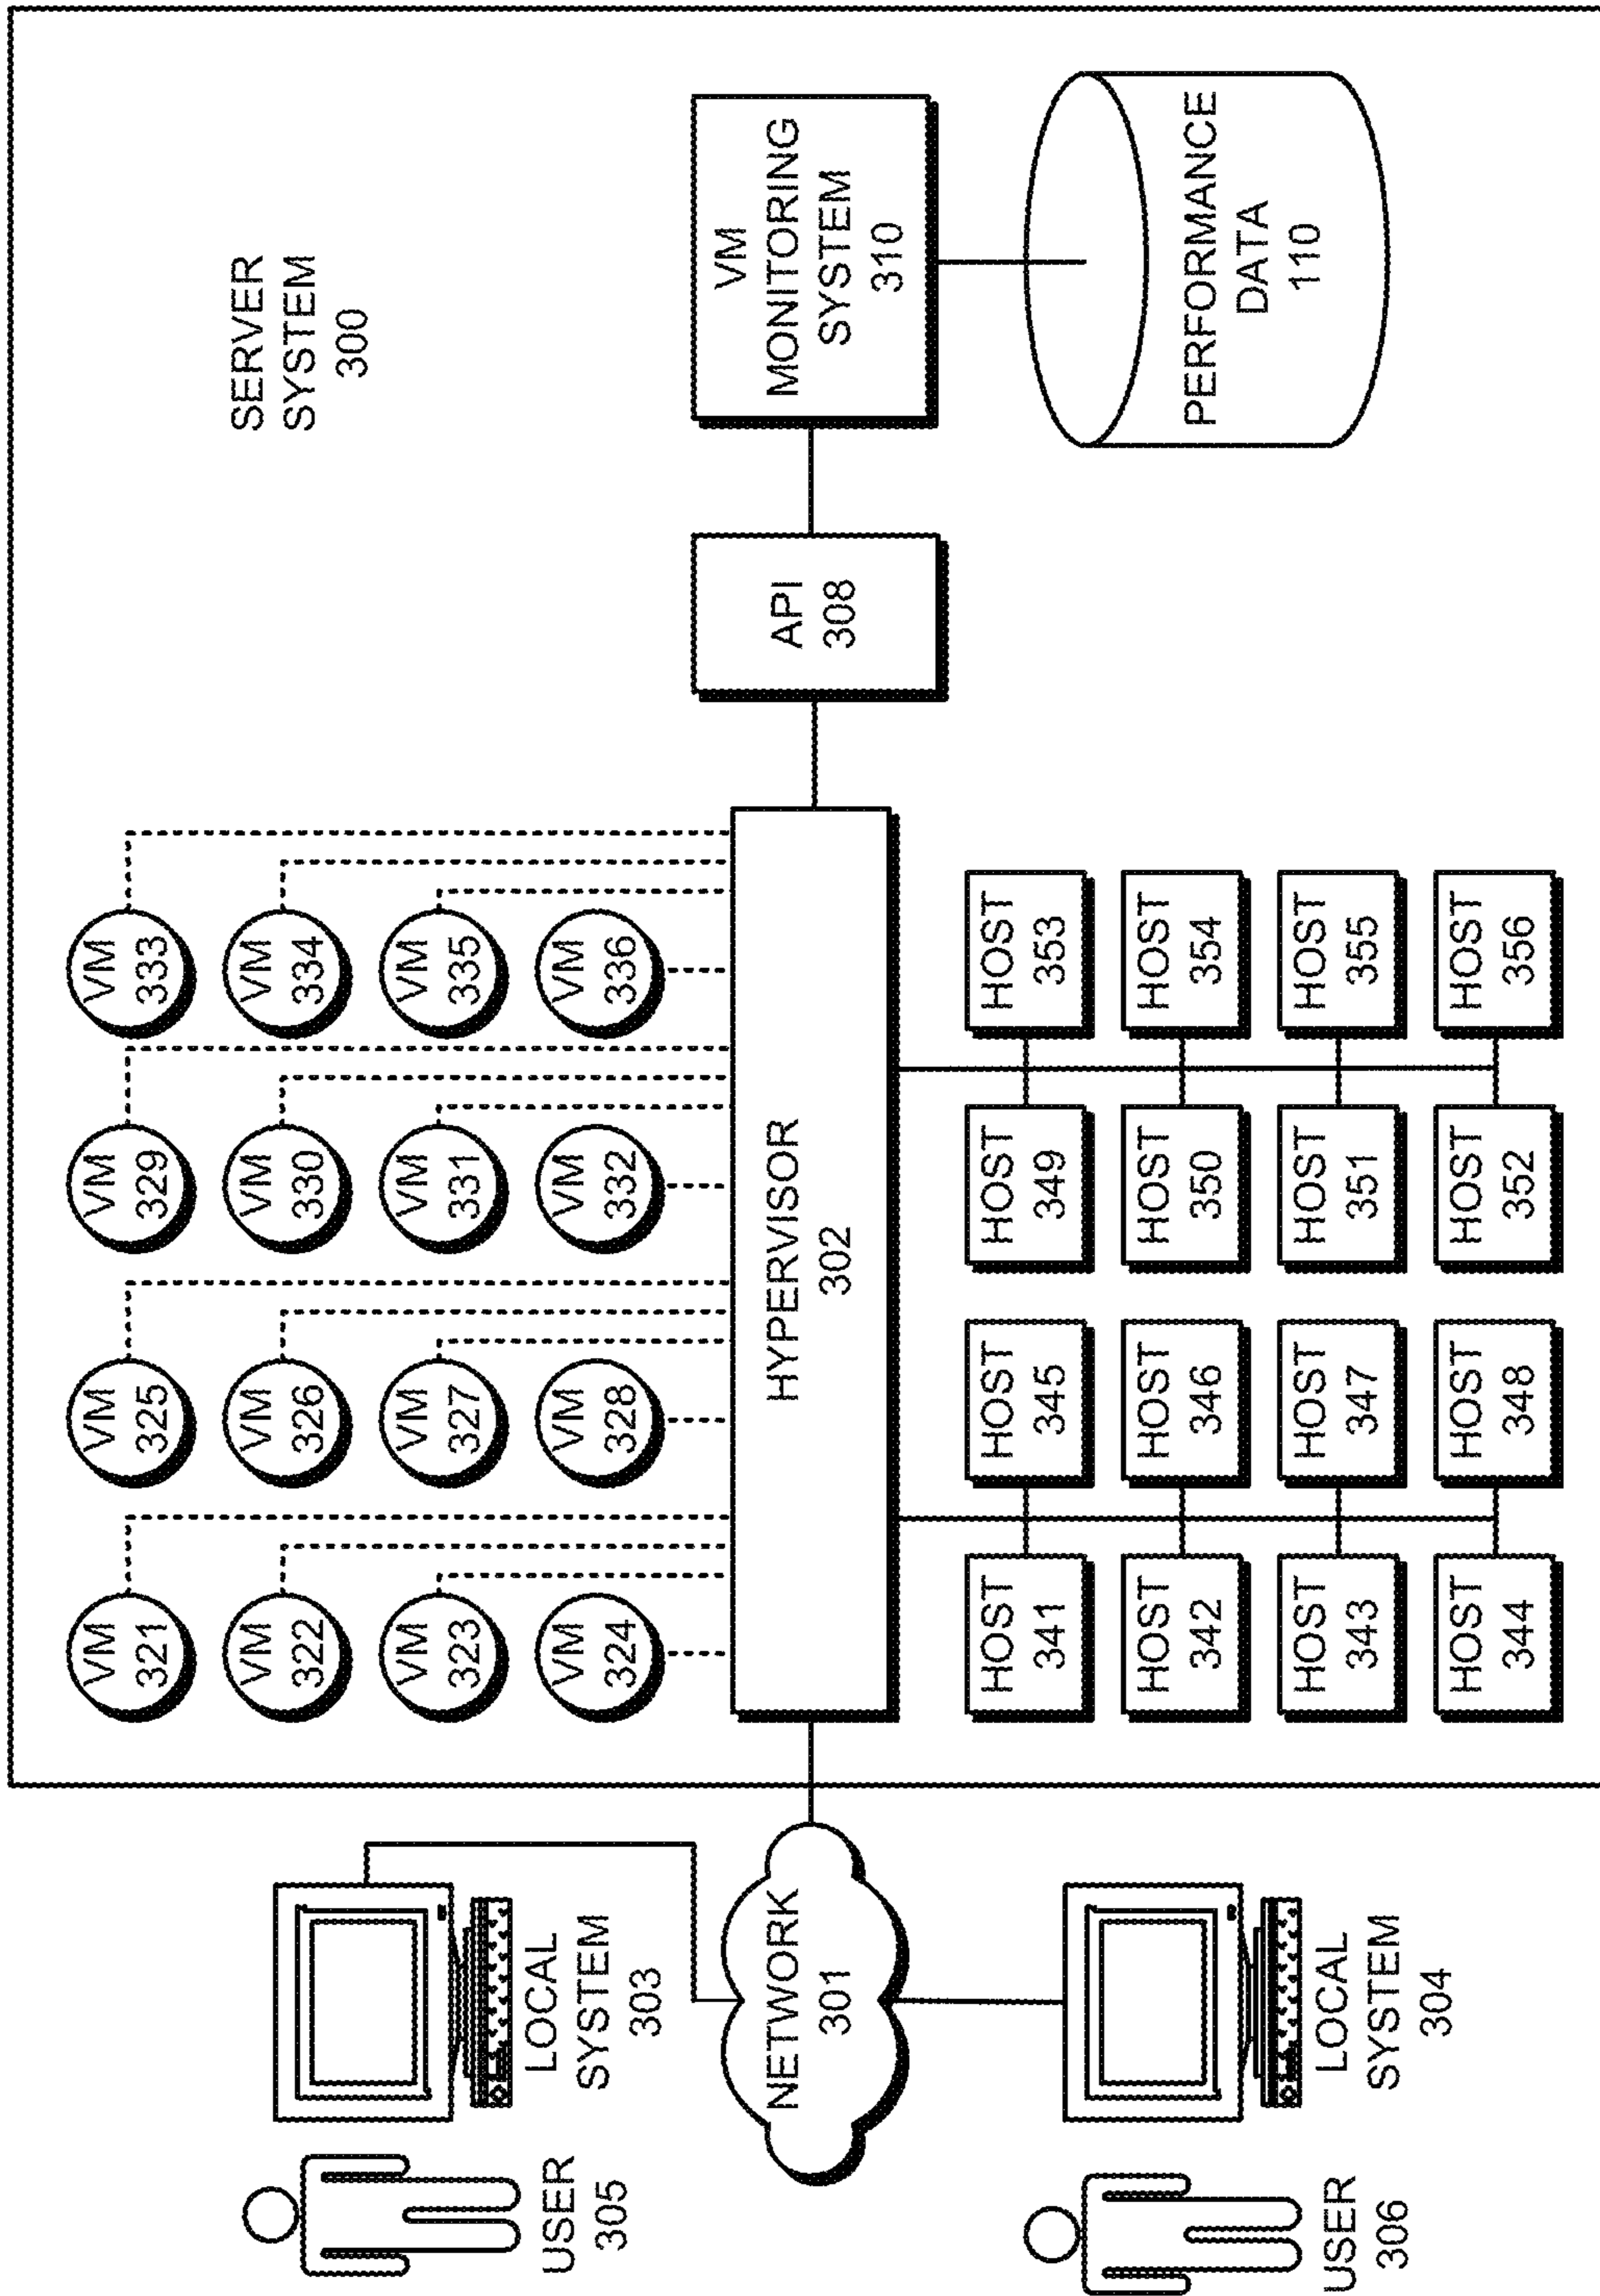 SERVER
SYSTEM
300
USER
305
LOCAL
SYSTEM
303
NETWORK
301
USER
306
LOCAL
SYSTEM
304
VM
321
VM
325
VM
329
VM
333
VM
322
VM
326
VM
330
VM
334
VM
323
VM
327
VM
331
VM
335
VM
324
VM
328
VM
332
VM
336
HYPERVISOR
302
API
308
VM
MONITORING
SYSTEM
310
HOST
341
HOST
345
HOST
349
HOST
353
HOST
342
HOST
346
HOST
350
HOST
354
HOST
343
HOST
347
HOST
351
HOST
355
HOST
344
HOST
348
HOST
352
HOST
356
PERFORMANCE
DATA
110